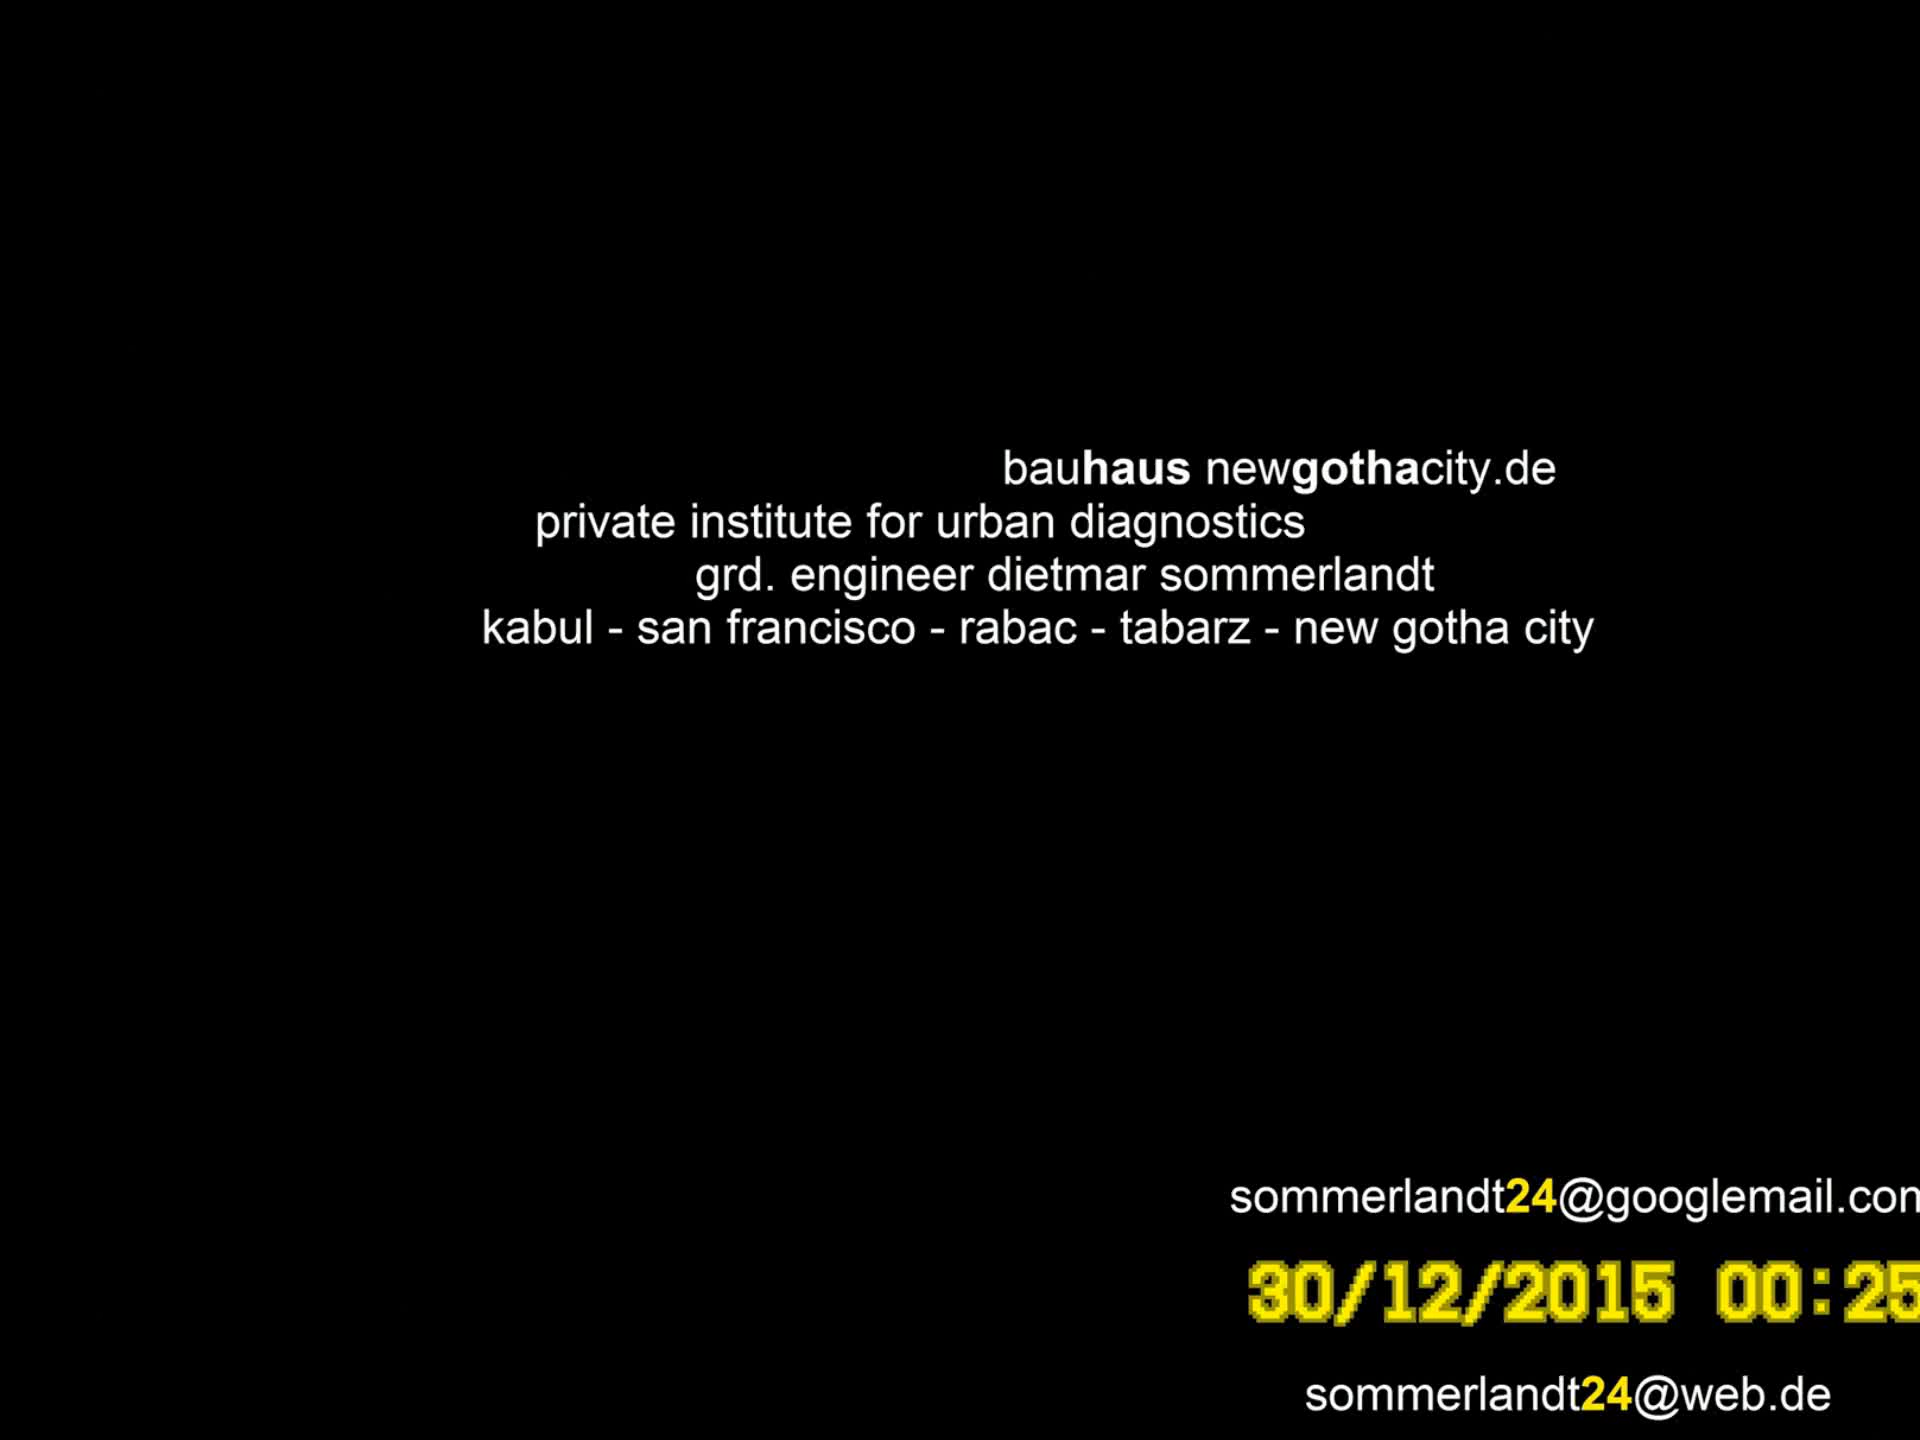 bauhaus newgothacity.de
private institute for urban diagnostics
grd. engineer dietmar sommerlandt
kabul - san francisco - rabac - tabarz - new gotha city
sommerlandt24@googlemail.com
30/12/2015 00:25
sommerlandt24@web.de